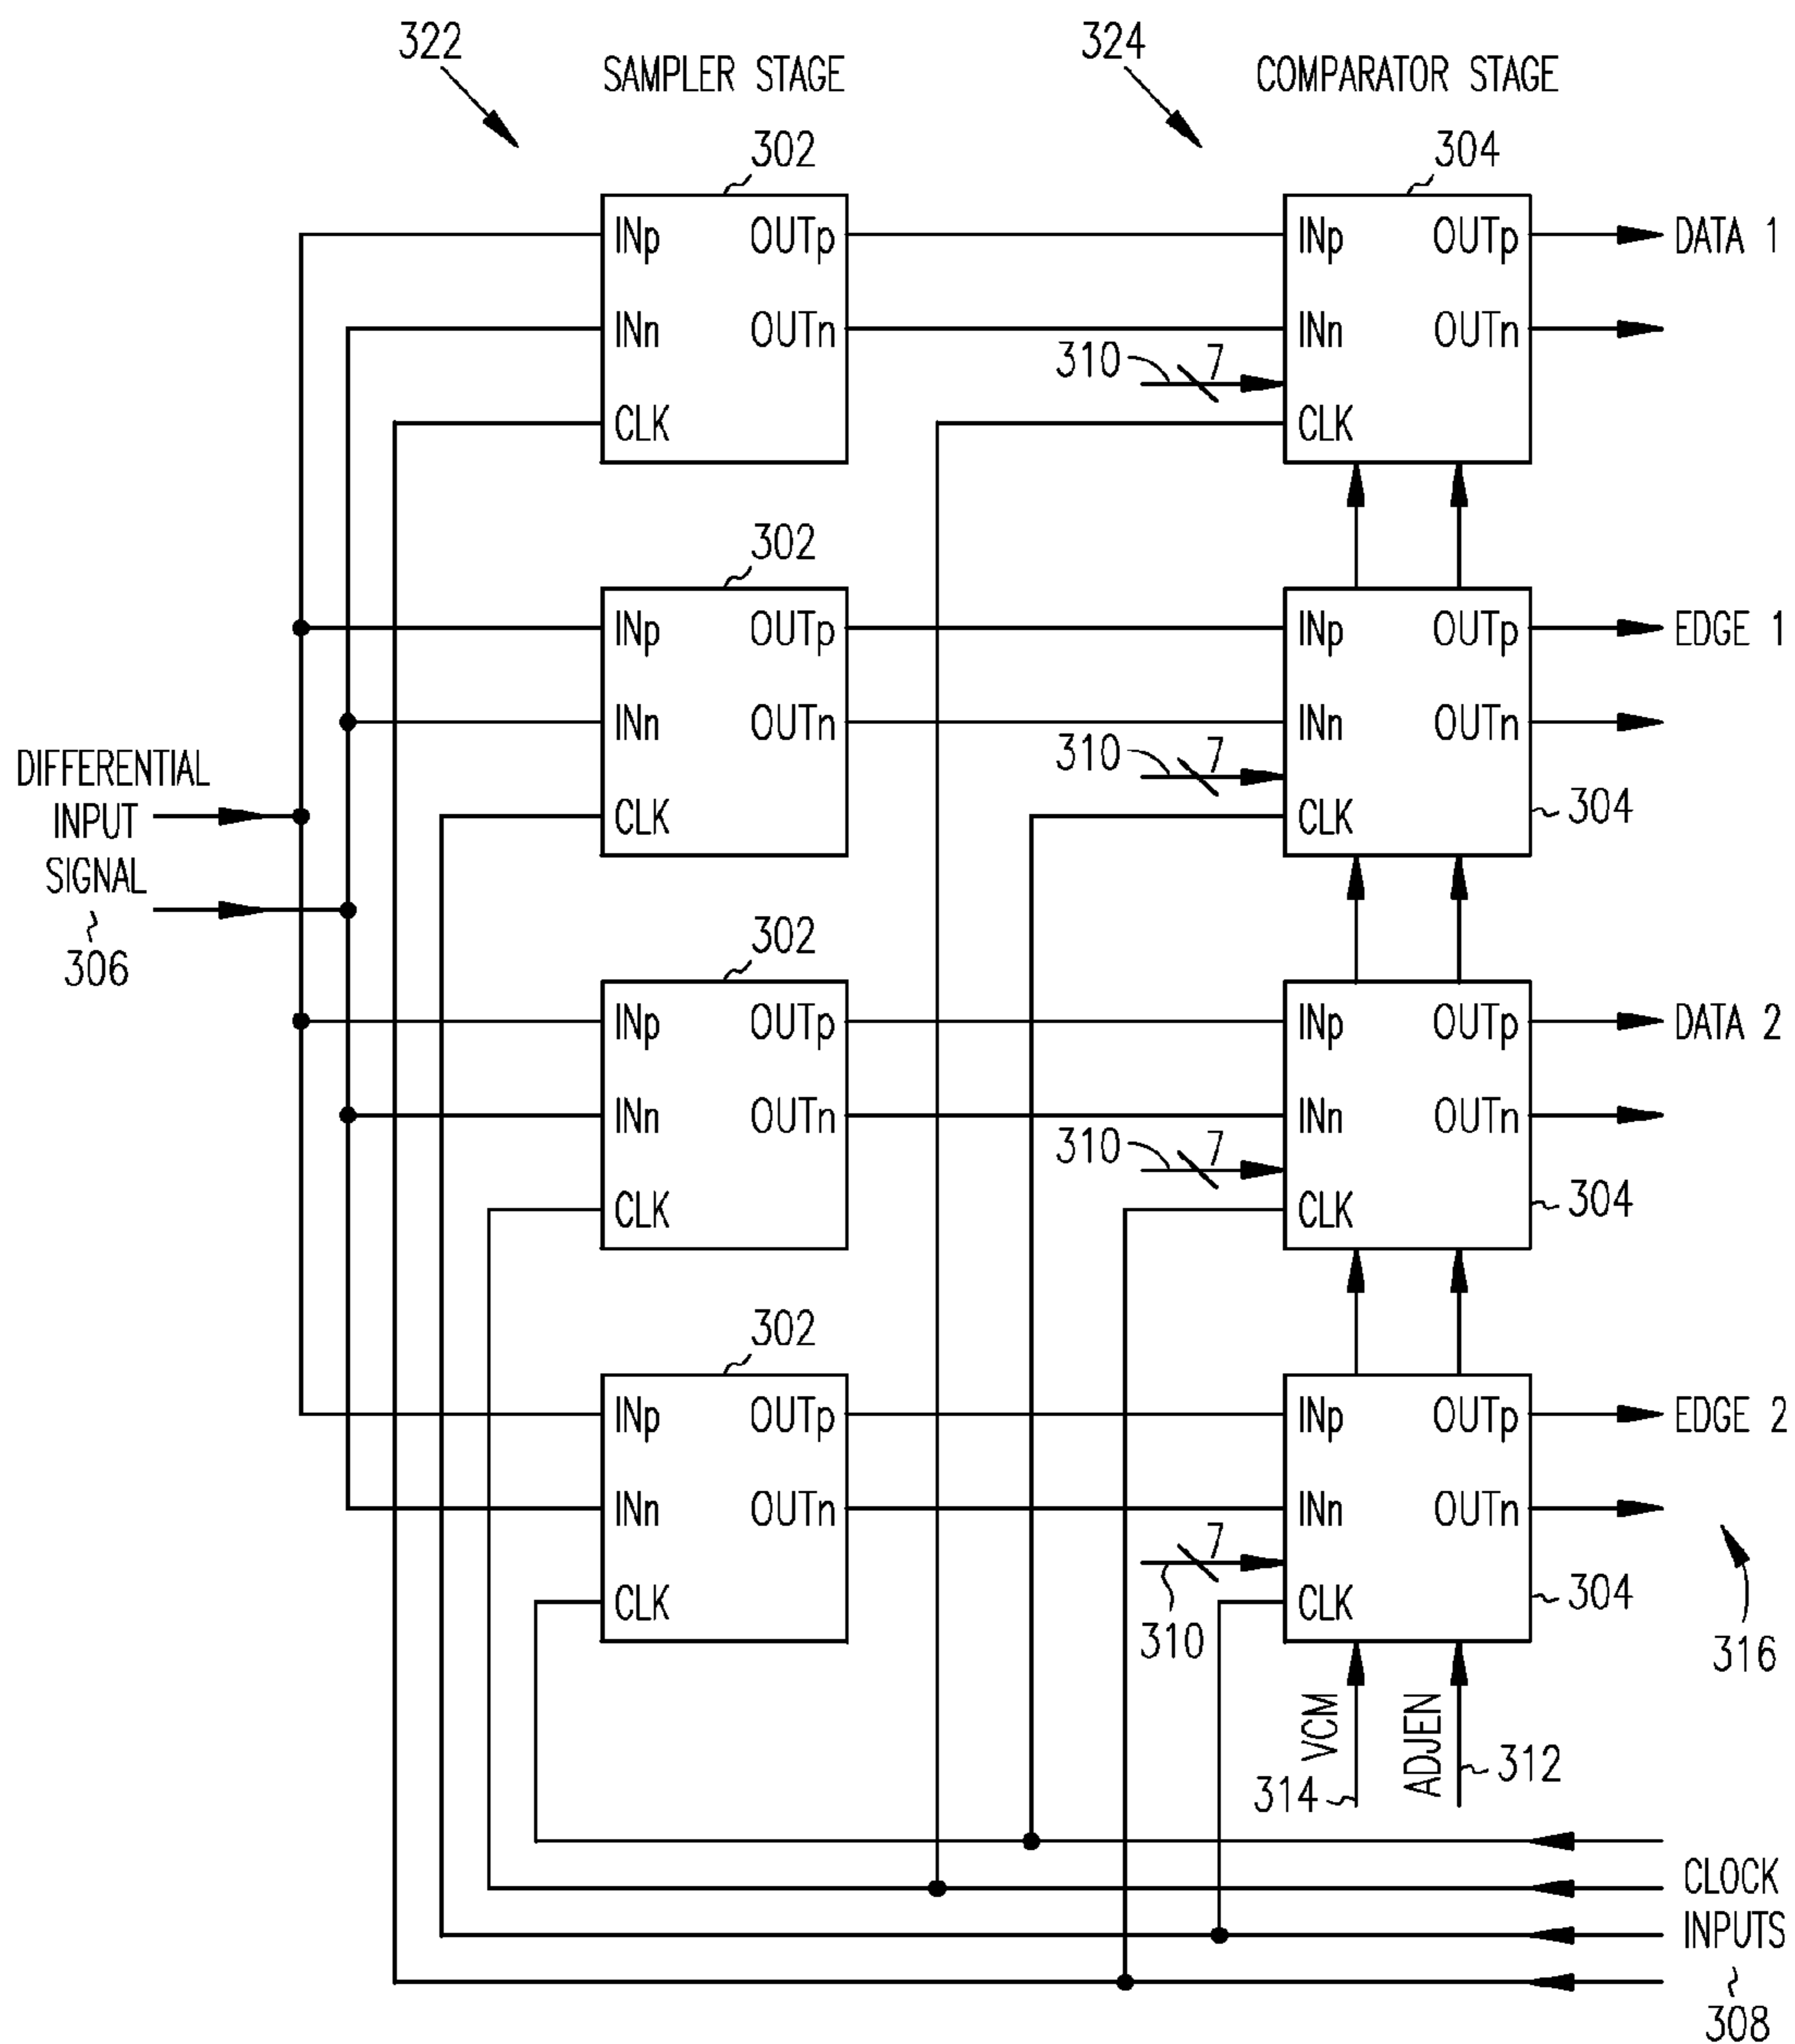 322
SAMPLER STAGE
324
COMPARATOR STAGE
302
304
INp OUTp
INp OUTp
DATA 1
INn OUTn
INn OUTn
310
7
CLK
CLK
302
INp OUTp
INp OUTp
EDGE 1
INn OUTn
INn OUTn
310
7
CLK
CLK
304
DIFFERENTIAL
INPUT
SIGNAL
306
302
INp OUTp
INp OUTp
DATA 2
INn OUTn
INn OUTn
310
7
CLK
CLK
304
302
INp OUTp
INp OUTp
EDGE 2
INn OUTn
INn OUTn
7
310
CLK
CLK
304
316
VCM
314
ADJEN
312
CLOCK
INPUTS
308